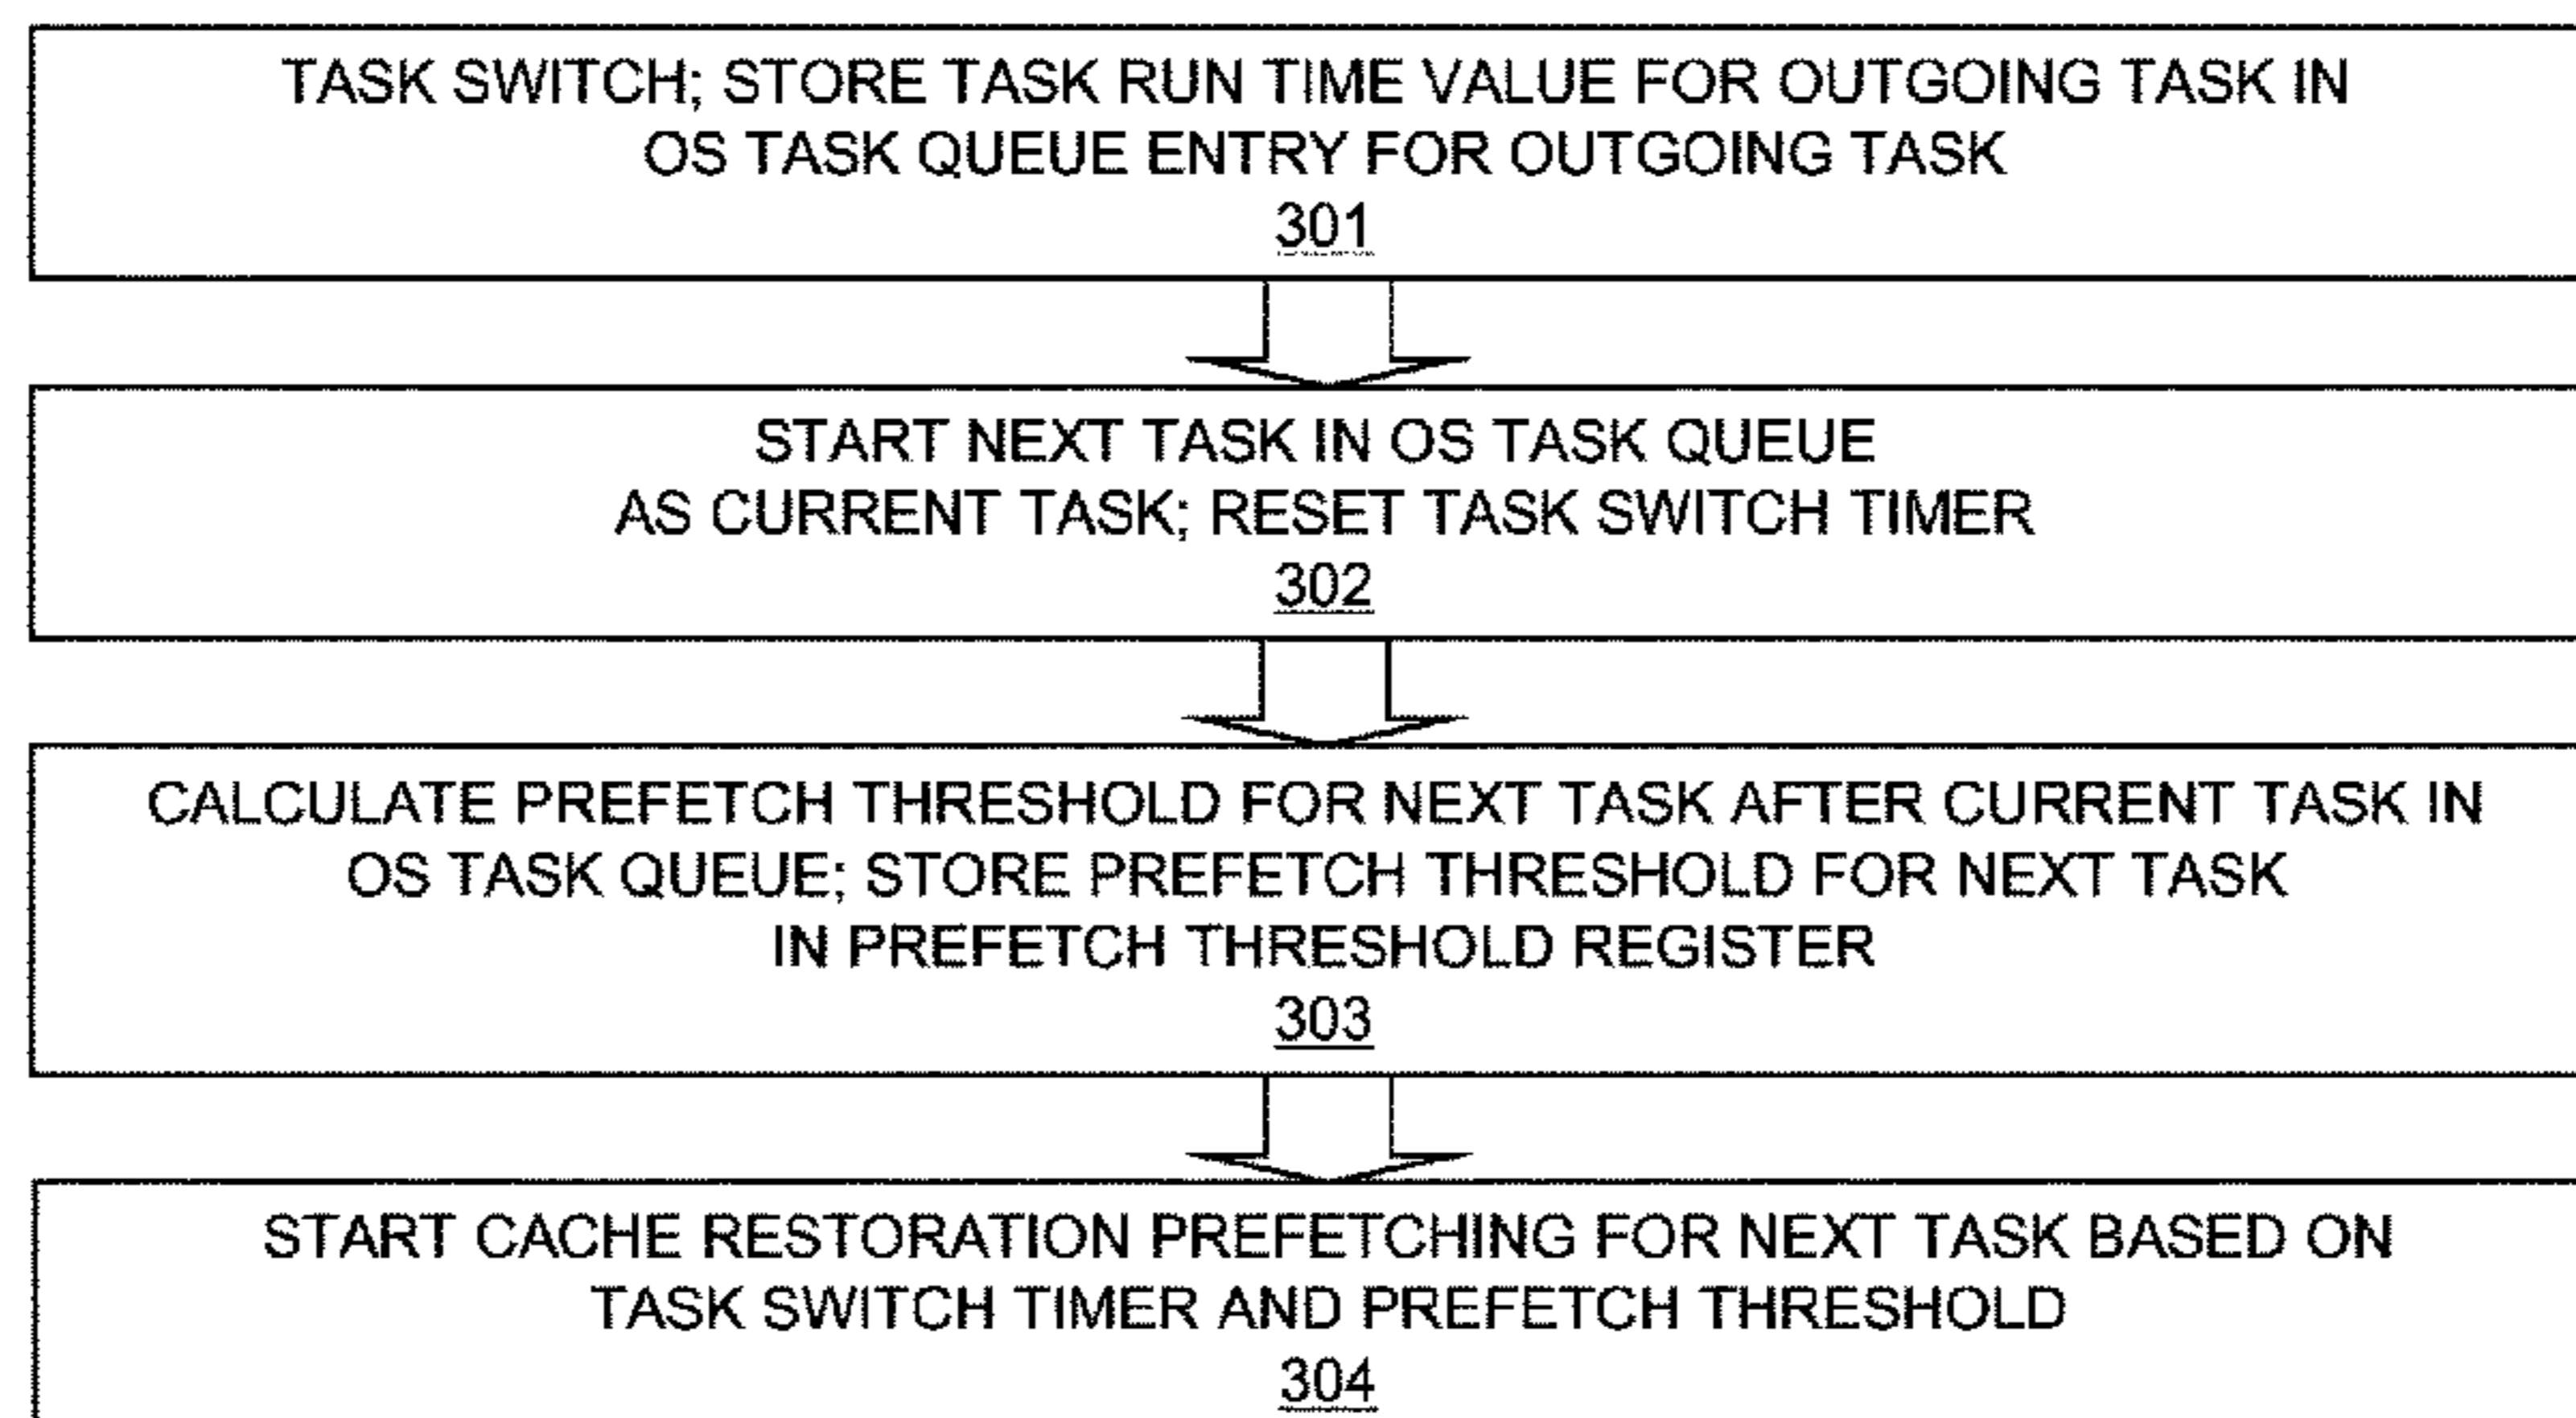 TASK SWITCH; STORE TASK RUN TIME VALUE FOR OUTGOING TASK IN
OS TASK QUEUE ENTRY FOR OUTGOING TASK
301
START NEXT TASK IN OS TASK QUEUE
AS CURRENT TASK; RESET TASK SWITCH TIMER
302
CALCULATE PREFETCH THRESHOLD FOR NEXT TASK AFTER CURRENT TASK IN
OS TASK QUEUE; STORE PREFETCH THRESHOLD FOR NEXT TASK
IN PREFETCH THRESHOLD REGISTER
303
START CACHE RESTORATION PREFETCHING FOR NEXT TASK BASED ON
TASK SWITCH TIMER AND PREFETCH THRESHOLD
304